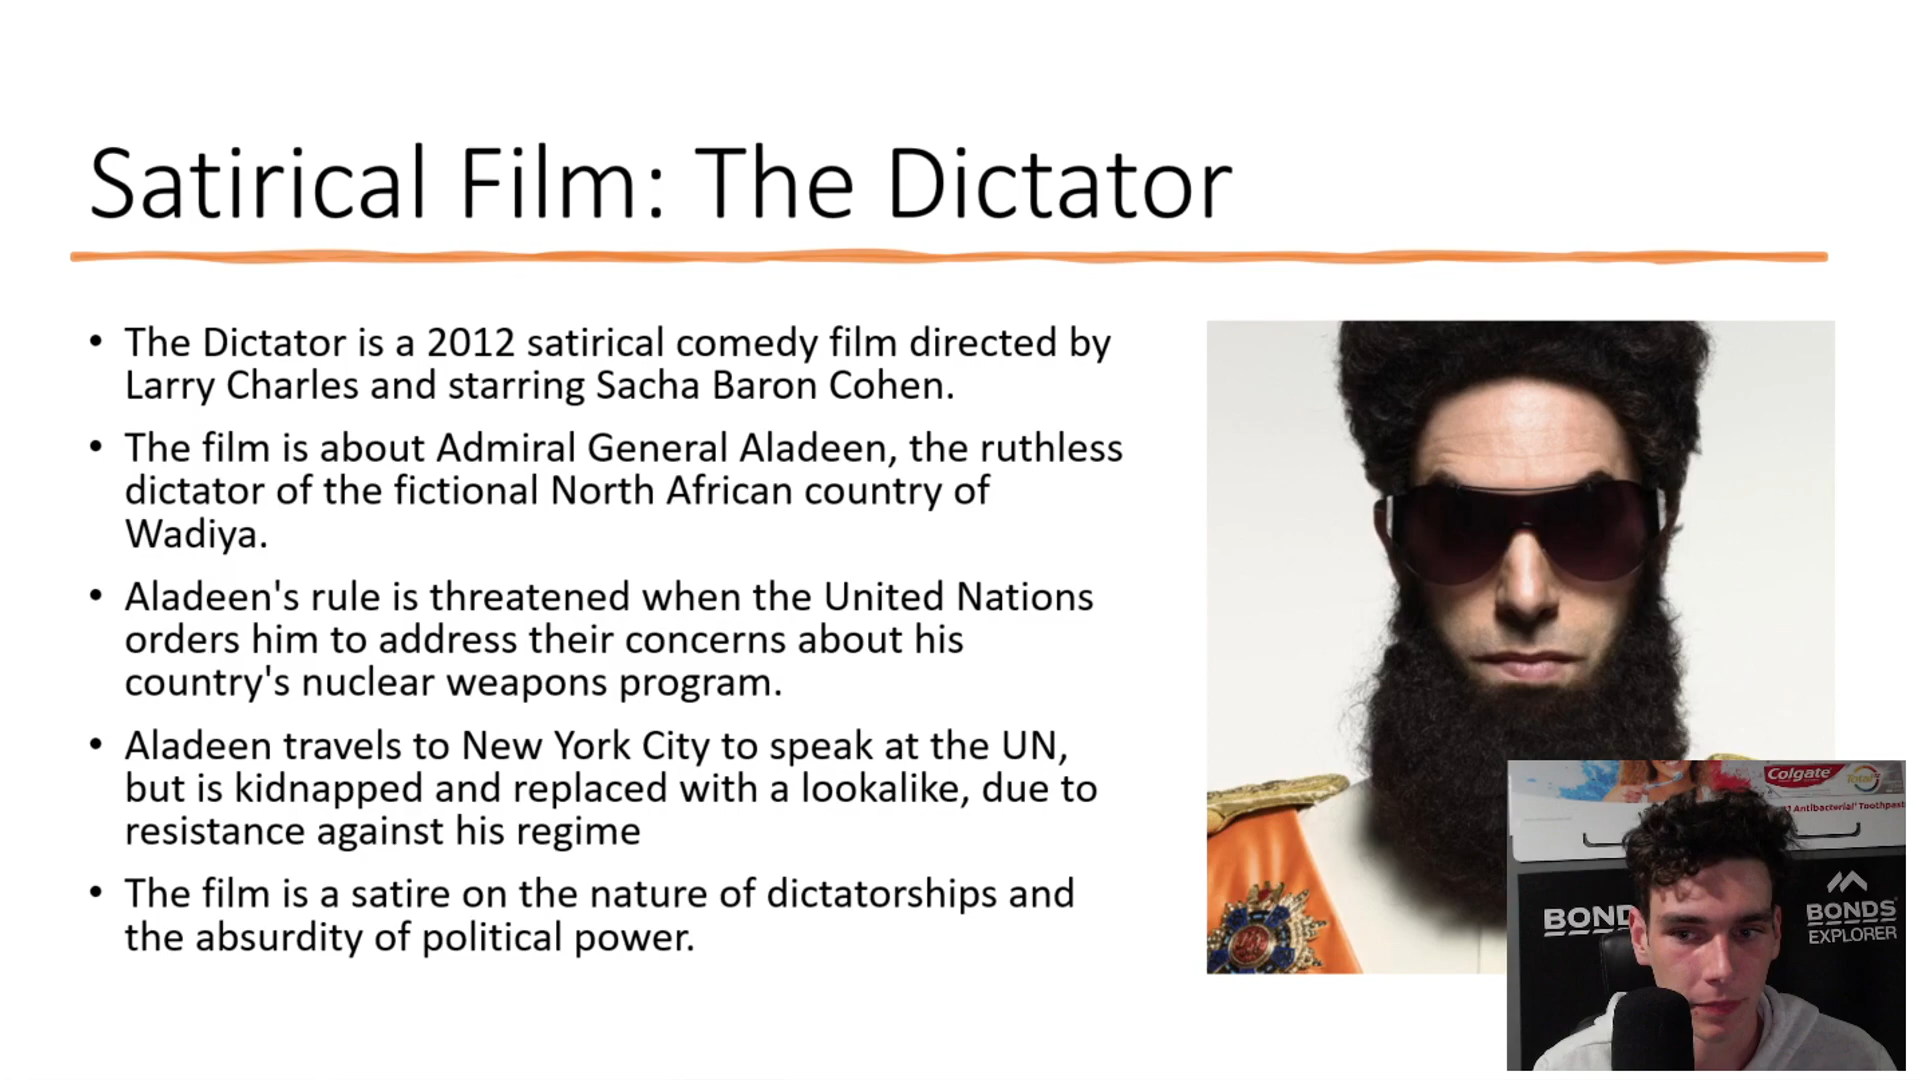 Satirical Film: The Dictator
• The Dictator is a 2012 satirical comedy film directed by
Larry Charles and starring Sacha Baron Cohen.
• The film is about Admiral General Aladeen, the ruthless
dictator of the fictional North African country of
Wadiya.
• Aladeen's rule is threatened when the United Nations
orders him to address their concerns about his
country's nuclear weapons program.
• Aladeen travels to New York City to speak at the UN,
but is kidnapped and replaced with a lookalike, due to
resistance against his regime
• The film is a satire on the nature of dictatorships and
the absurdity of political power.
Colgate
Total
Antibacterial
BOND
BONDS
EXPLORER